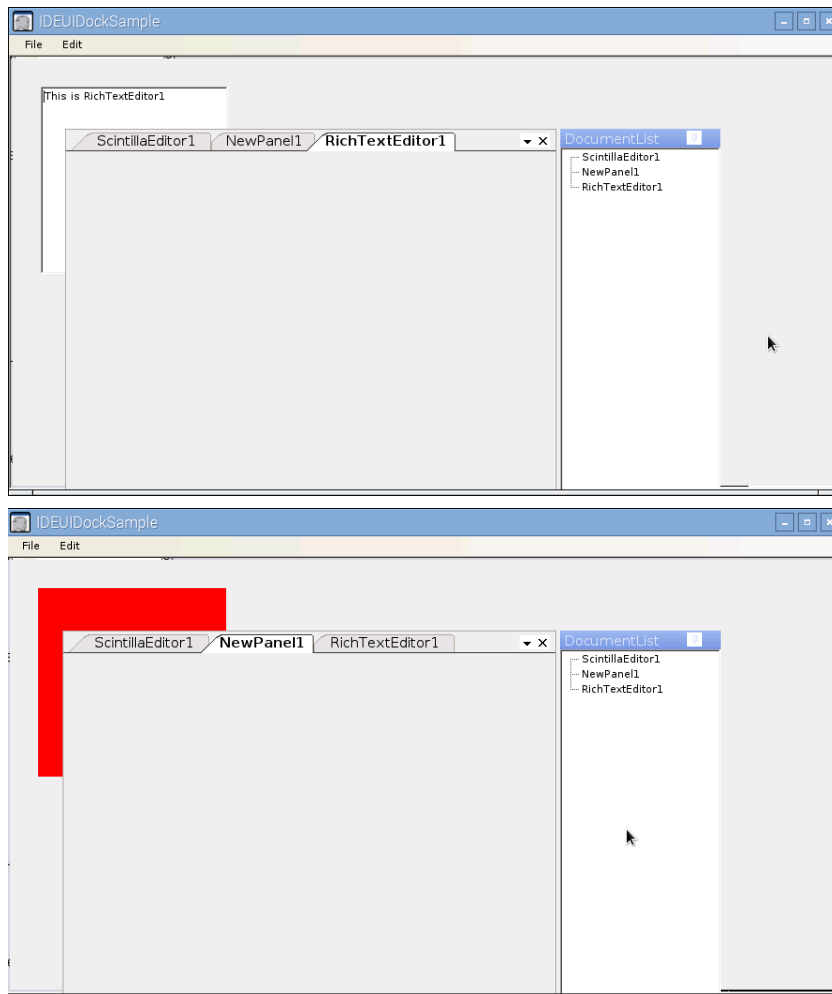 IDEUIDockSample
File Edit
This is RichTextEditor1
ScintillaEditor1 NewPanel1 RichTextEditor1 DocumentList
ScintillaEditor1
NewPanel1
RichTextEditor1
IDEUIDockSample
File Edit
ScintillaEditor1 NewPanel1 RichTextEditor1 DocumentList
ScintillaEditor1
NewPanel1
RichTextEditor1